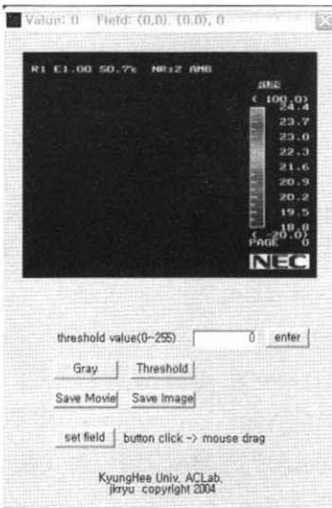 Value: 0 Field: (0,0), (0,0), 0
R1 E1.00 S0.7% NR:2 AMB
( 100.0)
24.4
23.7
23.0
22.3
21.6
20.9
20.2
19.5
18.8
( -20.0)
PAGE 0
NEC
threshold value(0~255) 0 enter
Gray Threshold
Save Movie Save Image
set field button click -> mouse drag
KyungHee Univ. ACLab.
jkryu copyright 2004